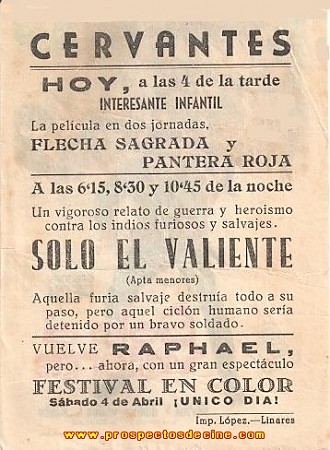 CERVANTES
HOY, a las 4 de la tarde
INTERESANTE INFANTIL
La película en dos jornadas,
FLECHA SAGRADA y
PANTERA ROJA
A las 6'15, 8'30 y 10'45 de la noche
Un vigoroso relato de guerra y heroismo
contra los indios furiosos y salvajes.
SOLO EL VALIENTE
(Apta menores)
Aquella furia salvaje destruía todo a su
paso, pero aquel ciclón humano sería
detenido por un bravo soldado.
VUELVE RAPHAEL,
pero... ahora, con un gran espectáculo
FESTIVAL EN COLOR
Sábado 4 de Abril ¡UNICO DIA!
Imp. López.—Linares
www.prospectosdecine.com